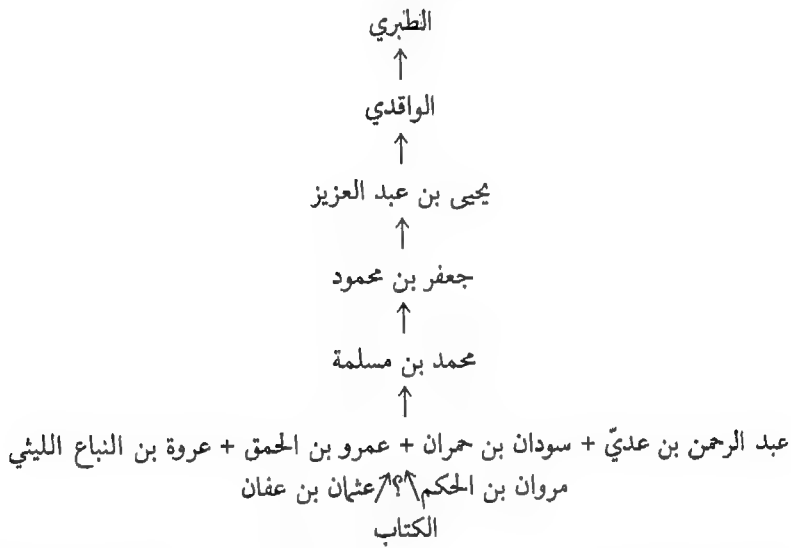 الطبري
↑
الواقدي
↑
يحيى بن عبد العزيز
↑
جعفر بن محمود
↑
محمد بن مسلمة
↑
عبد الرحمن بن عديّ + سودان بن حمران + عمرو بن الحمق + عروة بن النباع الليثي
مروان بن الحكم ↖؟↗ عثمان بن عفان
الكتاب